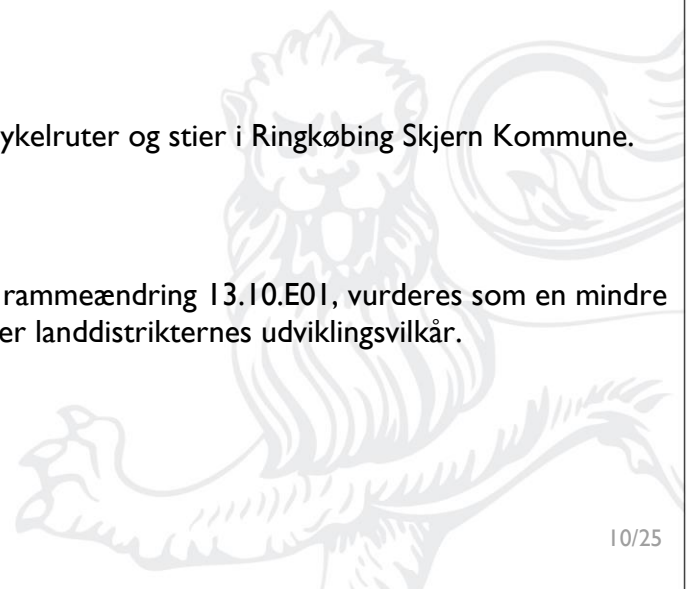 ykelruter og stier i Ringkøbing Skjern Kommune.
rammeændring 13.10.E01, vurderes som en mindre
er landdistrikternes udviklingsvilkår.
10/25